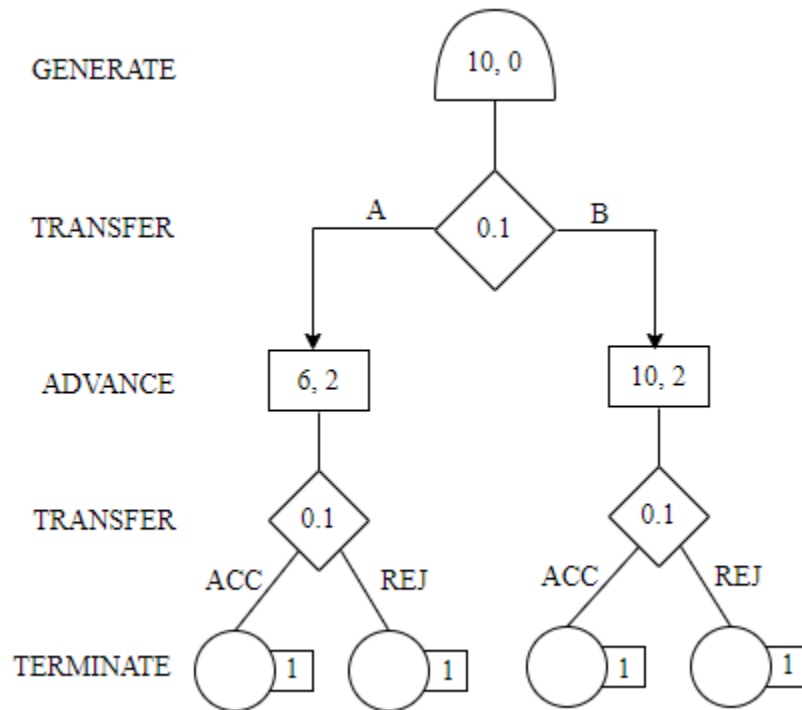 GENERATE 10, 0
A B
TRANSFER 0.1
ADVANCE 6, 2 10, 2
TRANSFER 0.1 0.1
ACC REJ ACC REJ
TERMINATE 1 1 1 1